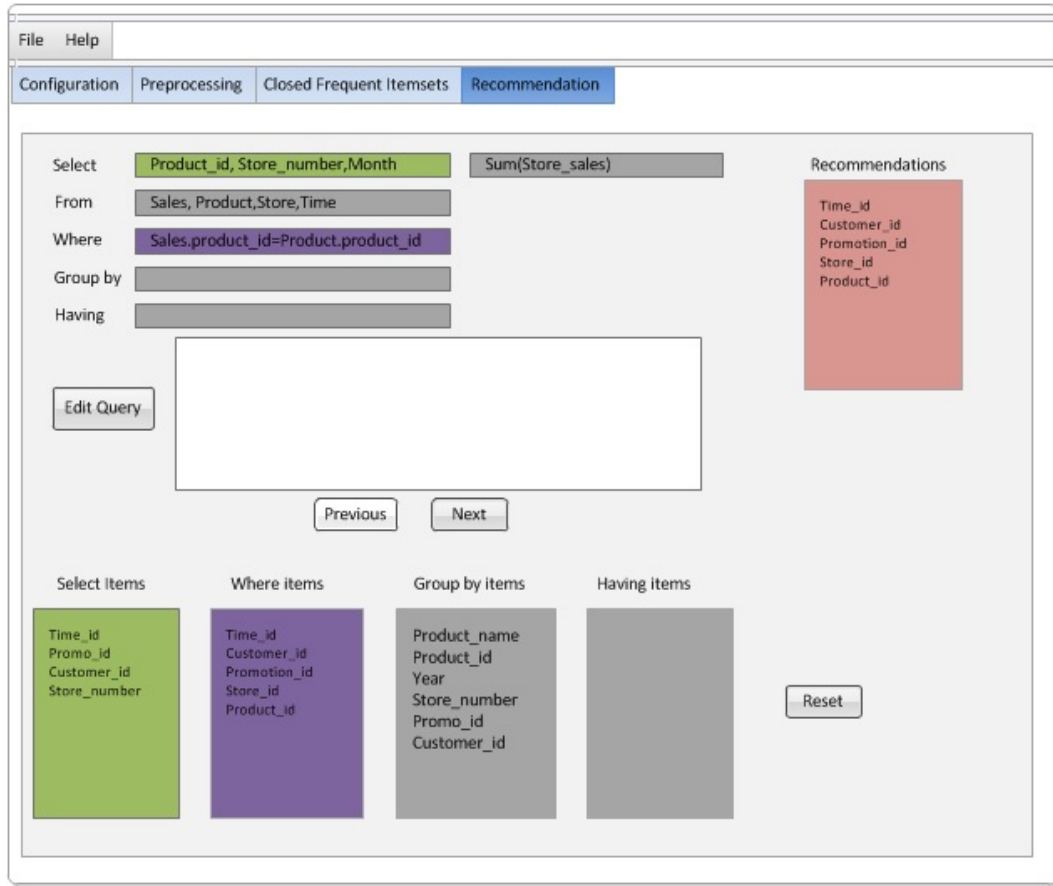 File Help
Configuration Preprocessing Closed Frequent Itemsets Recommendation
Select Product_id, Store_number,Month Sum(Store_sales)
From Sales, Product,Store,Time
Where Sales.product_id=Product.product_id
Group by
Having
Recommendations
Time_id
Customer_id
Promotion_id
Store_id
Product_id
Edit Query
Previous Next
Select Items
Time_id
Promo_id
Customer_id
Store_number
Where items
Time_id
Customer_id
Promotion_id
Store_id
Product_id
Group by items
Product_name
Product_id
Year
Store_number
Promo_id
Customer_id
Having items
Reset